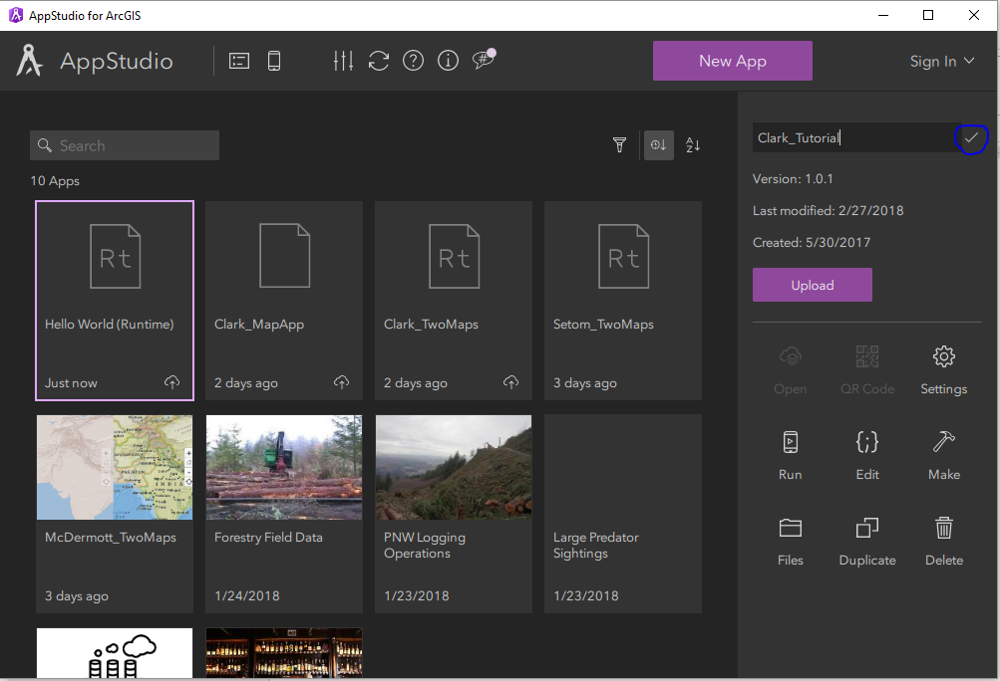 AppStudio for ArcGIS
AppStudio
New App
Sign In
Search
10 Apps
Rt
Hello World (Runtime)
Just now
Clark_MapApp
2 days ago
Rt
Clark_TwoMaps
2 days ago
Rt
Setom_TwoMaps
3 days ago
McDermott_TwoMaps
3 days ago
Forestry Field Data
1/24/2018
PNW Logging
Operations
1/23/2018
Large Predator
Sightings
1/23/2018
Clark_Tutorial
Version: 1.0.1
Last modified: 2/27/2018
Created: 5/30/2017
Upload
Open
QR Code
Settings
Run
Edit
Make
Files
Duplicate
Delete